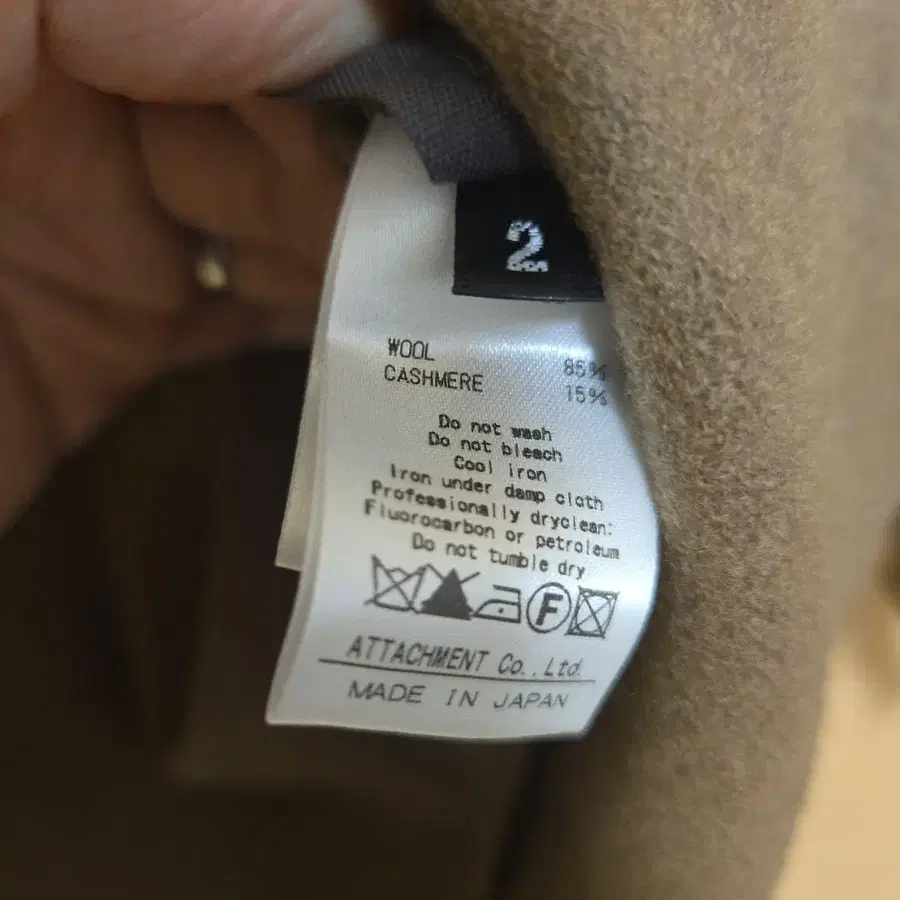 2
WOOL 85%
CASHMERE 15%
Do not wash
Do not bleach
Cool iron
Iron under damp cloth
Professionally dryclean:
Fluorocarbon or petroleum
Do not tumble dry
F
ATTACHMENT Co.,Ltd.
MADE IN JAPAN